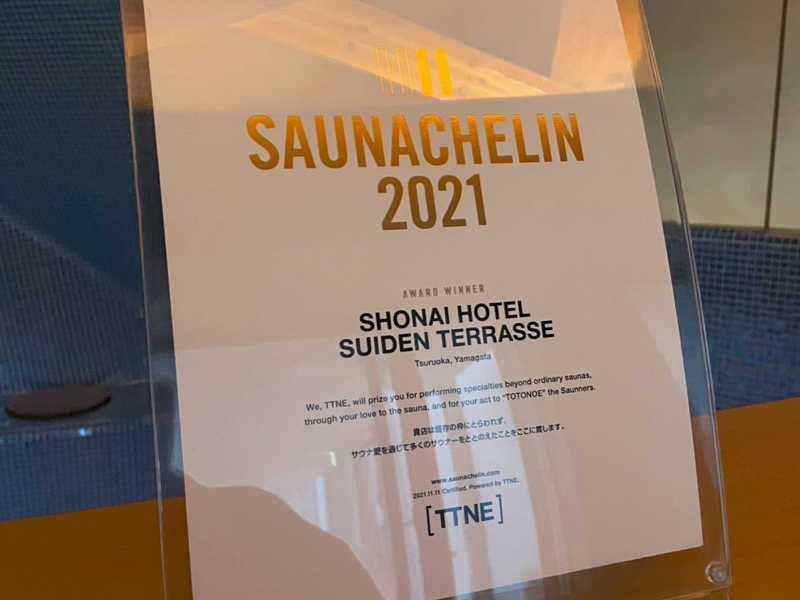 SAUNACHELIN
2021
AWARD WINNER
SHONAI HOTEL
SUIDEN TERRASSE
Tsuruoka, Yamagata
We, TTNE, will prize you for performing specialties beyond ordinary saunas,
through your love to the sauna, and for your act to "TOTONOE" the Saunners.
貴店は既存の枠にとらわれず、
サウナ愛を通じて多くのサウナーをととのえたことをここに賞します。
www.saunachelin.com
2021.11.11 Certified. Powered by TTNE.
[TTNE]